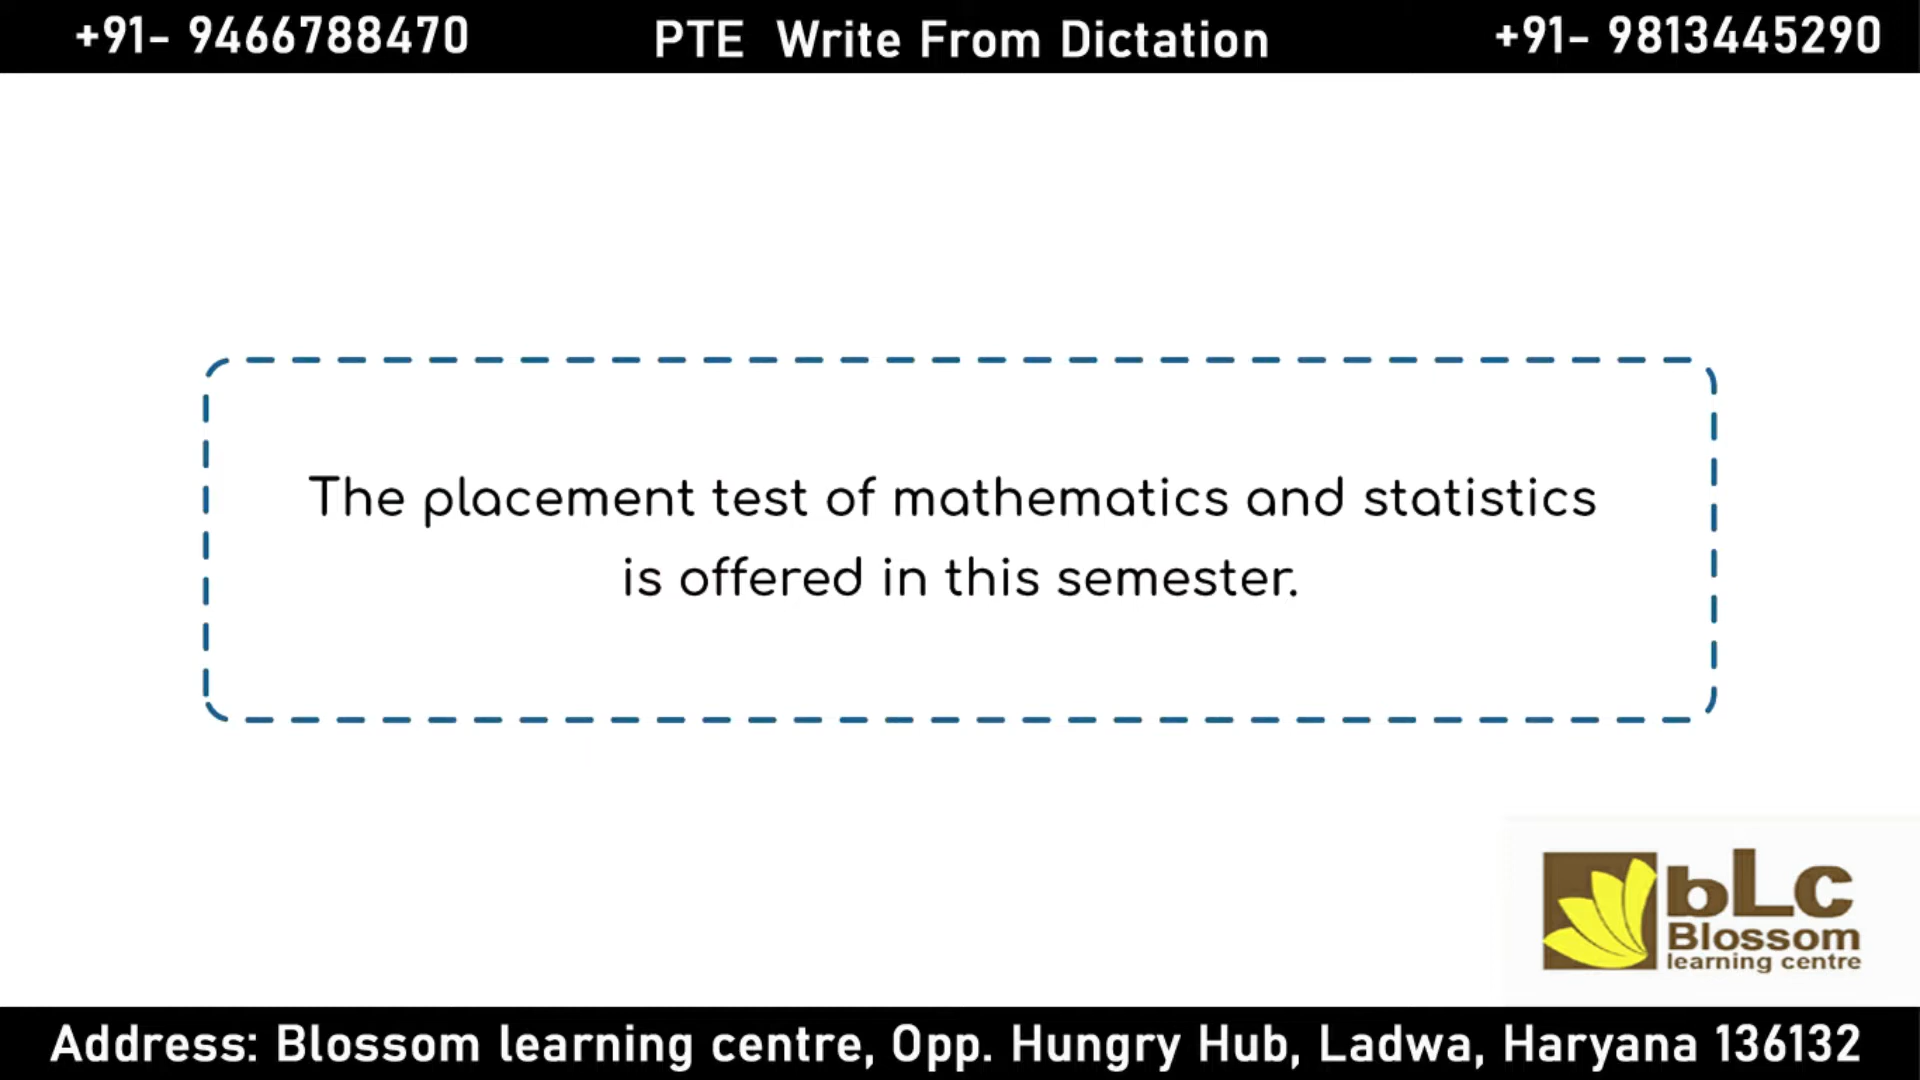 +91- 9466788470
PTE Write From Dictation
+91- 9813445290
The placement test of mathematics and statistics
is offered in this semester.
bLc
Blossom
learning centre
Address: Blossom learning centre, Opp. Hungry Hub, Ladwa, Haryana 136132